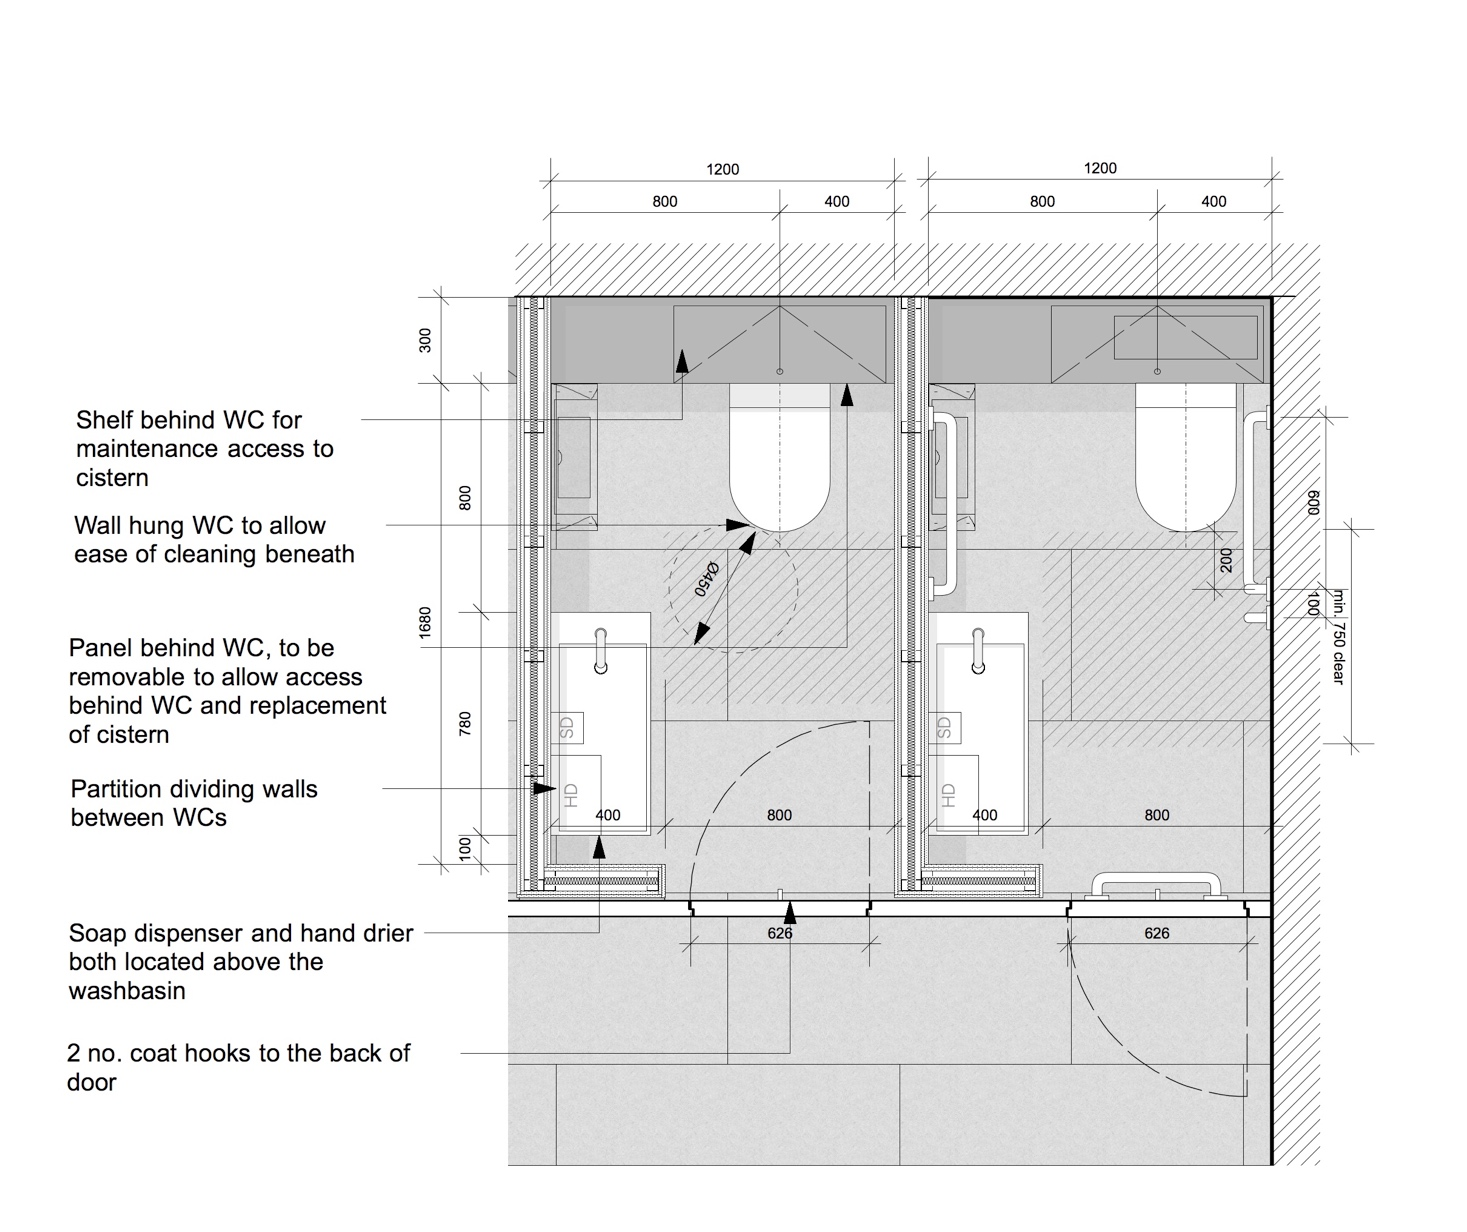 1200
1200
800
400
800
400
300
Shelf behind WC for
maintenance access to
cistern
800
600
Wall hung WC to allow
ease of cleaning beneath
200
Ø450
100
min. 750 clear
1680
Panel behind WC, to be
removable to allow access
behind WC and replacement
of cistern
780
SD
SD
Partition dividing walls
between WCs
HD
HD
400
800
400
800
100
Soap dispenser and hand drier
both located above the
washbasin
626
626
2 no. coat hooks to the back of
door